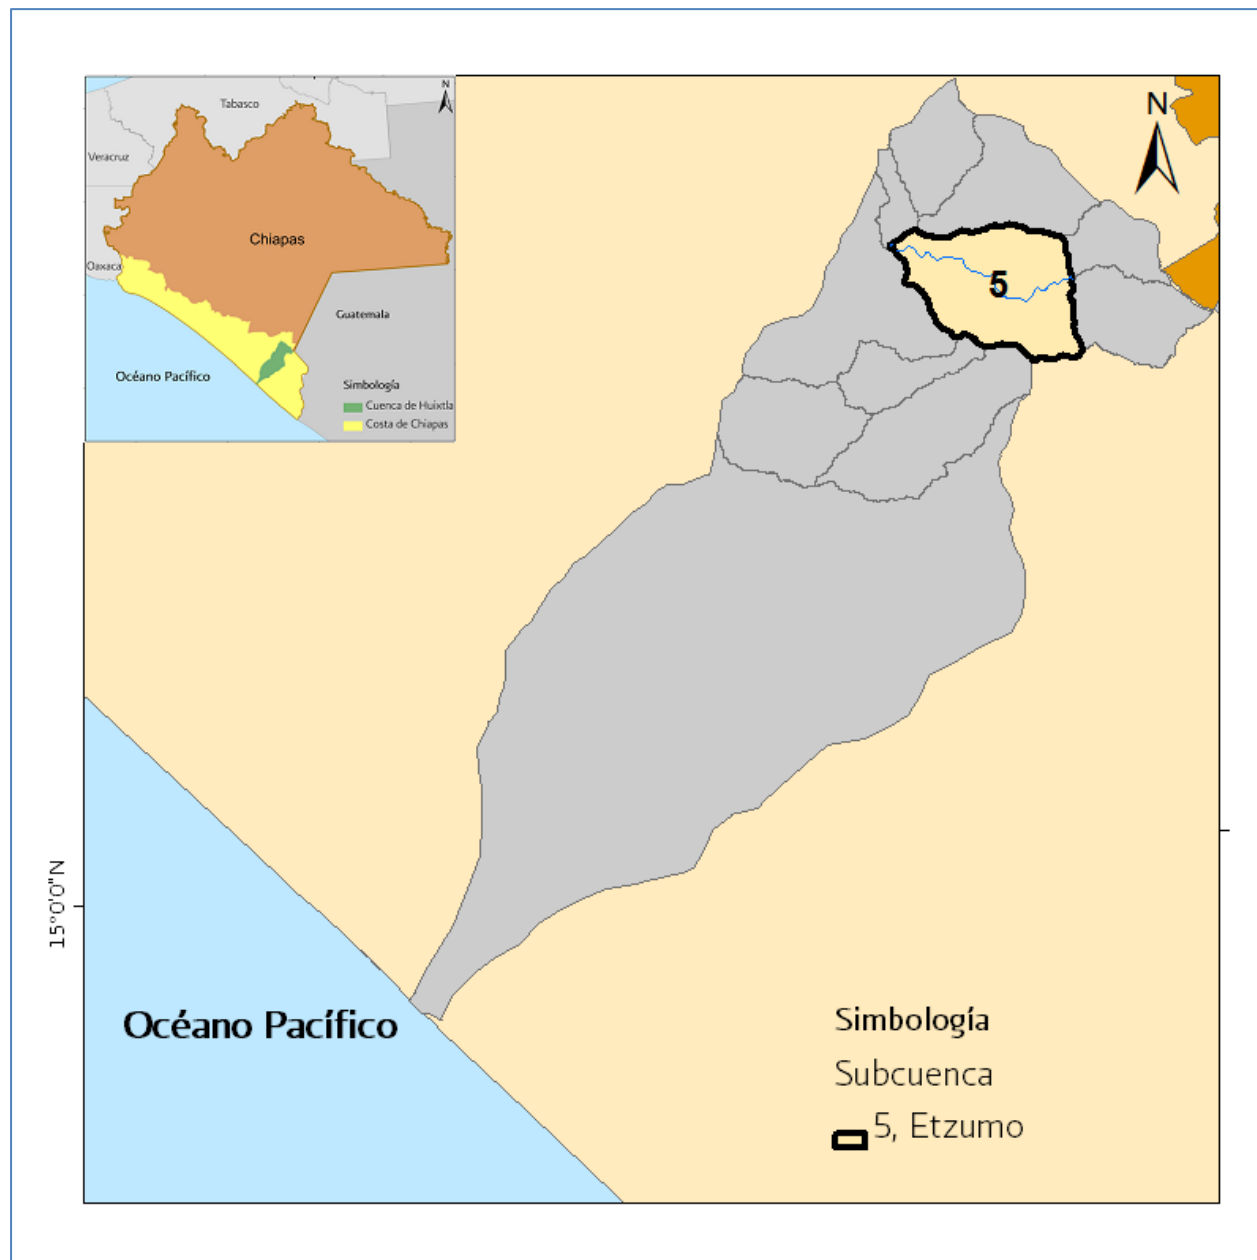 Tabasco
N
Veracruz
Chiapas
Oaxaca
Guatemala
Océano Pacífico
Simbología
Cuenca de Huixtla
Costa de Chiapas
N
5
15°0'0"N
Océano Pacífico
Simbología
Subcuenca
5, Etzumo